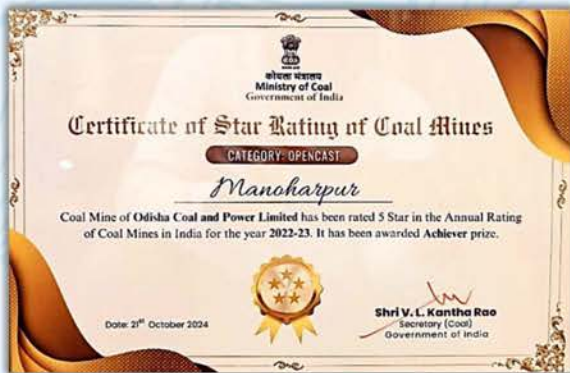 कोयला मंत्रालय
Ministry of Coal
Government of India
Certificate of Star Rating of Coal Mines
CATEGORY: OPENCAST
Manoharpur
Coal Mine of Odisha Coal and Power Limited has been rated 5 Star in the Annual Rating
of Coal Mines in India for the year 2022-23. It has been awarded Achiever prize.
Date: 21st October 2024
Shri V. L. Kantha Rao
Secretary (Coal)
Government of India